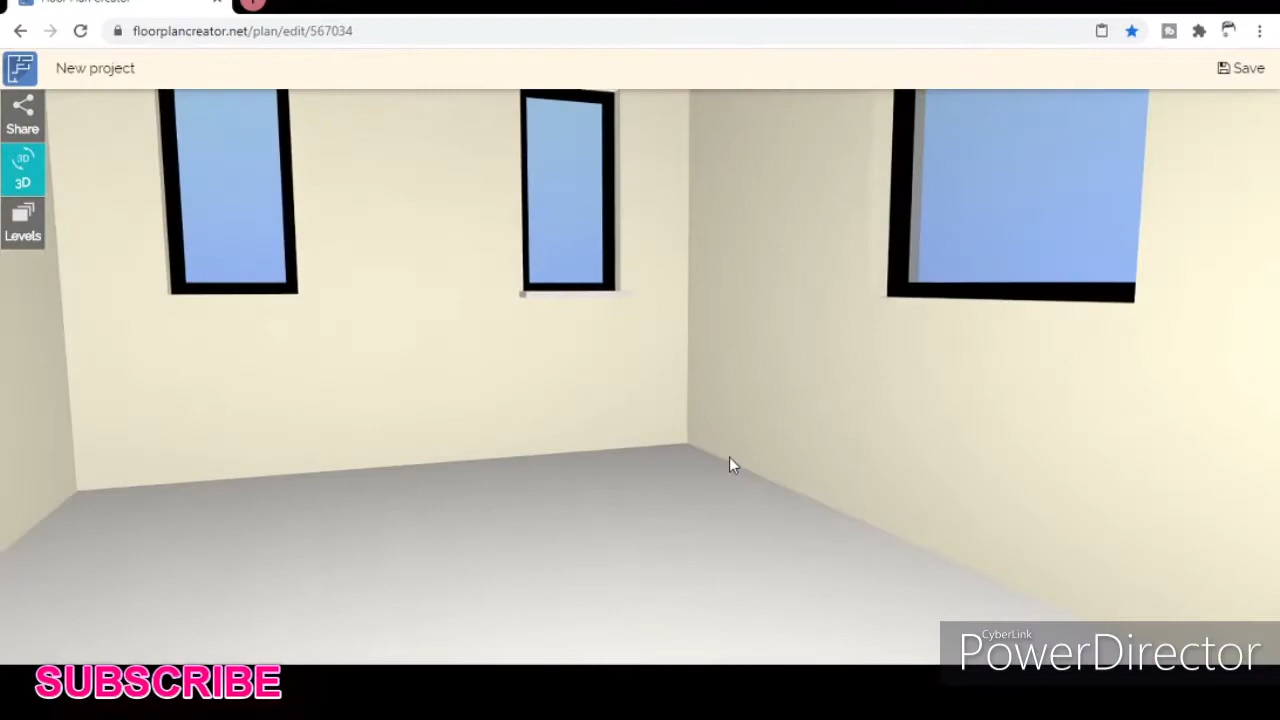 floorplancreator.net/plan/edit/567034
New project
Save
Share
3D
3D
Levels
CyberLink
PowerDirector
SUBSCRIBE